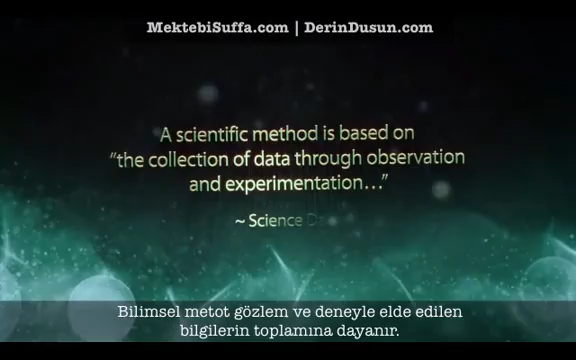 MektebiSuffa.com | DerinDusun.com
A scientific method is based on
"the collection of data through observation
and experimentation..."
~ Science
Bilimsel metot gözlem ve deneyle elde edilen
bilgilerin toplamına dayanır.